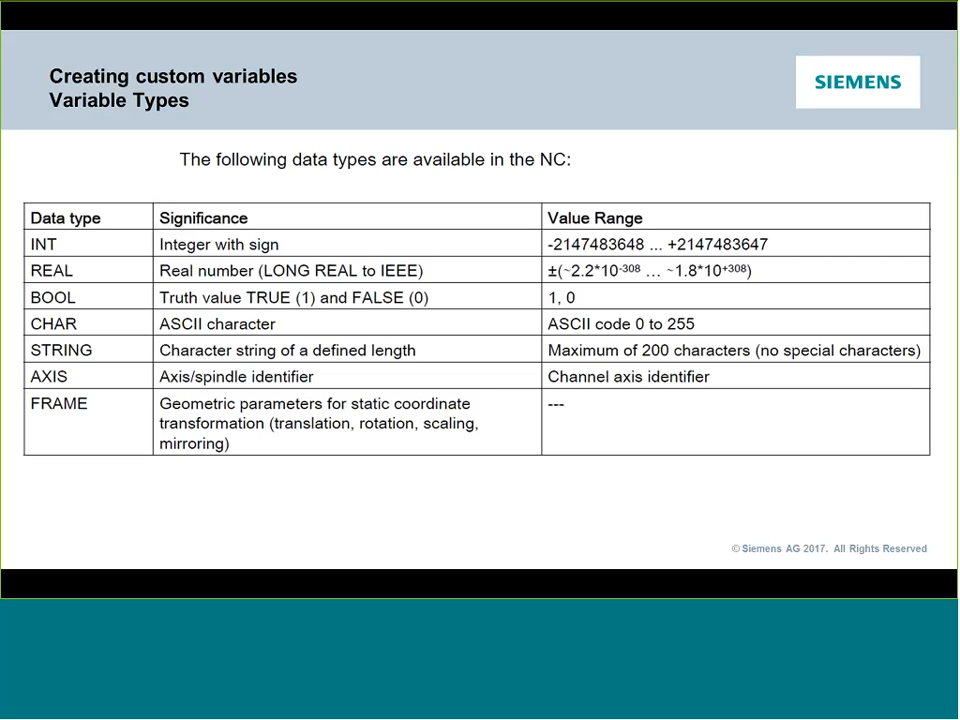 Creating custom variables
Variable Types
SIEMENS
The following data types are available in the NC:
Data type Significance Value Range
INT Integer with sign -2147483648 ... +2147483647
REAL Real number (LONG REAL to IEEE) ±(~2.2*10-308 … ~1.8*10+308)
BOOL Truth value TRUE (1) and FALSE (0) 1, 0
CHAR ASCII character ASCII code 0 to 255
STRING Character string of a defined length Maximum of 200 characters (no special characters)
AXIS Axis/spindle identifier Channel axis identifier
FRAME Geometric parameters for static coordinate ---
transformation (translation, rotation, scaling,
mirroring)
© Siemens AG 2017. All Rights Reserved